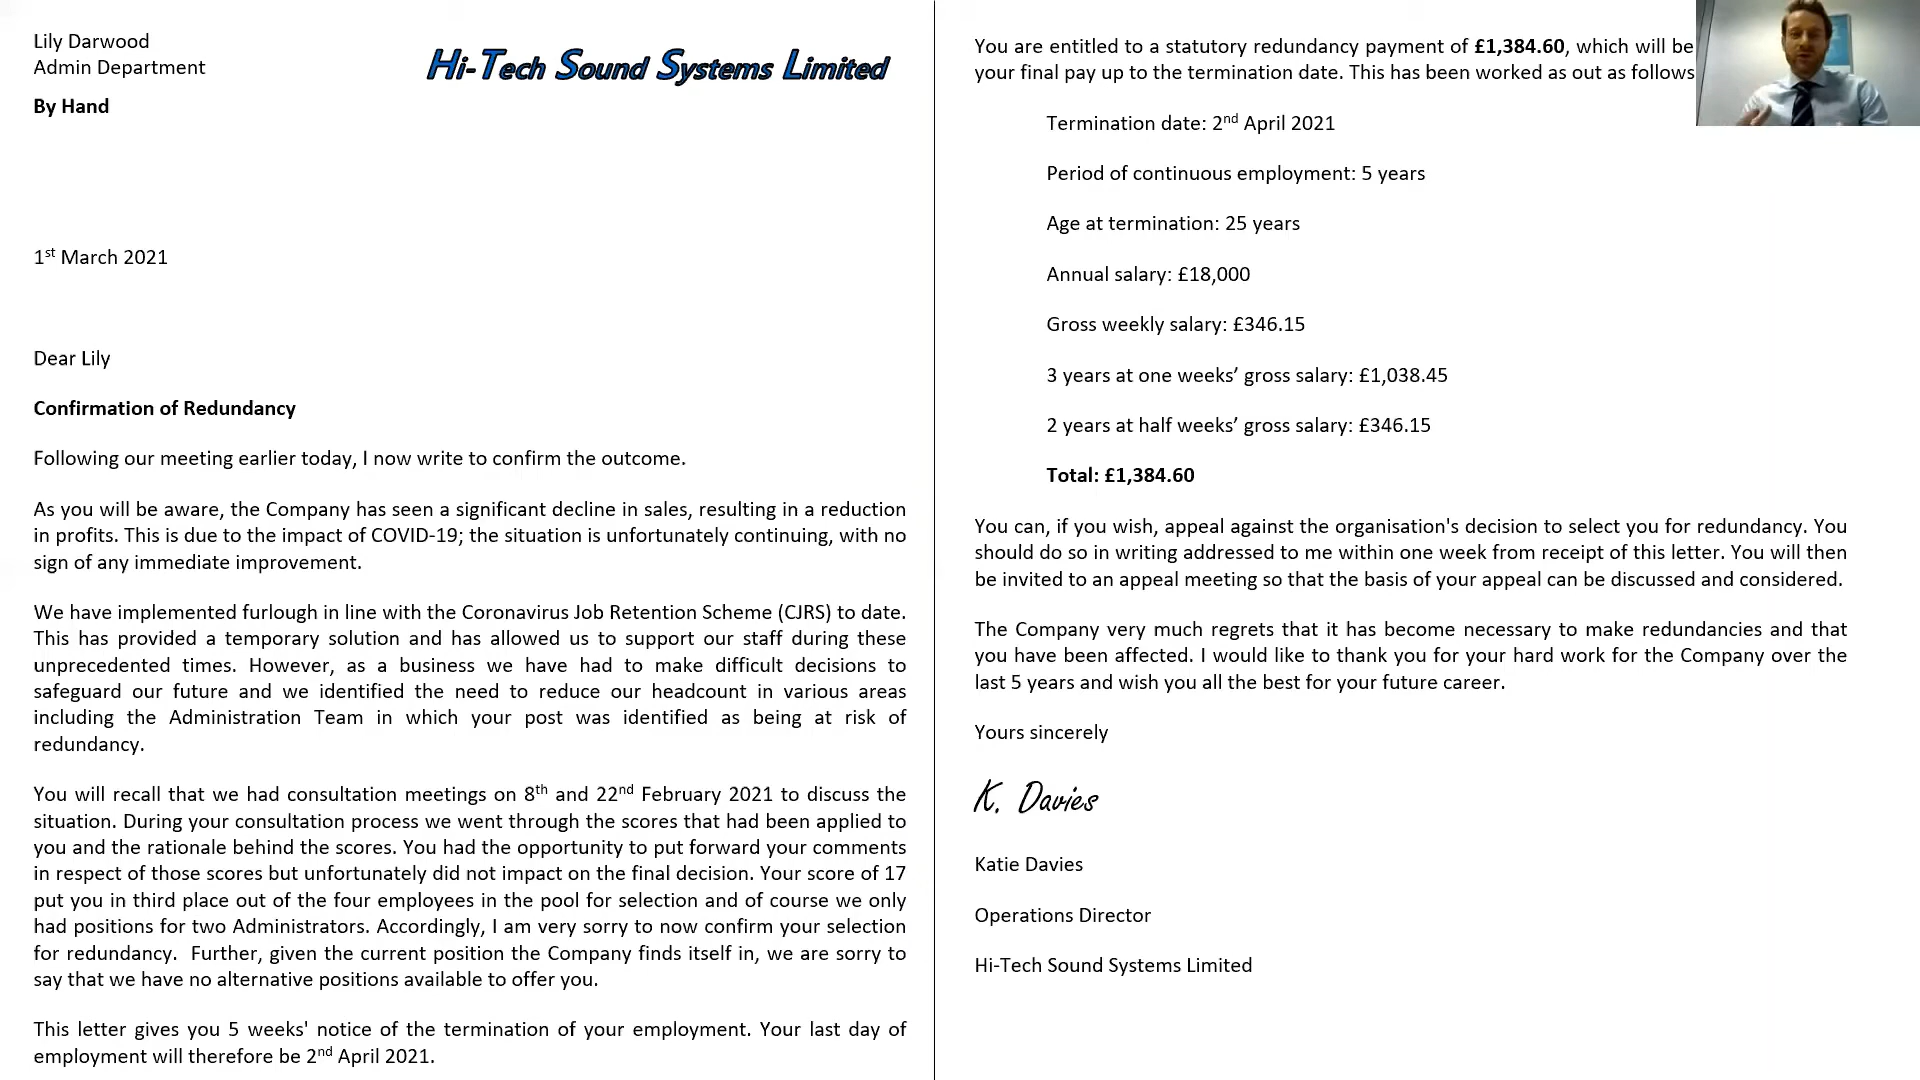 Lily Darwood
Admin Department
Hi-Tech Sound Systems Limited
By Hand
1st March 2021
Dear Lily
Confirmation of Redundancy
Following our meeting earlier today, I now write to confirm the outcome.
As you will be aware, the Company has seen a significant decline in sales, resulting in a reduction
in profits. This is due to the impact of COVID-19; the situation is unfortunately continuing, with no
sign of any immediate improvement.
We have implemented furlough in line with the Coronavirus Job Retention Scheme (CJRS) to date.
This has provided a temporary solution and has allowed us to support our staff during these
unprecedented times. However, as a business we have had to make difficult decisions to
safeguard our future and we identified the need to reduce our headcount in various areas
including the Administration Team in which your post was identified as being at risk of
redundancy.
You will recall that we had consultation meetings on 8th and 22nd February 2021 to discuss the
situation. During your consultation process we went through the scores that had been applied to
you and the rationale behind the scores. You had the opportunity to put forward your comments
in respect of those scores but unfortunately did not impact on the final decision. Your score of 17
put you in third place out of the four employees in the pool for selection and of course we only
had positions for two Administrators. Accordingly, I am very sorry to now confirm your selection
for redundancy.  Further, given the current position the Company finds itself in, we are sorry to
say that we have no alternative positions available to offer you.
This letter gives you 5 weeks' notice of the termination of your employment. Your last day of
employment will therefore be 2nd April 2021.
You are entitled to a statutory redundancy payment of £1,384.60, which will be
your final pay up to the termination date. This has been worked as out as follows
Termination date: 2nd April 2021
Period of continuous employment: 5 years
Age at termination: 25 years
Annual salary: £18,000
Gross weekly salary: £346.15
3 years at one weeks’ gross salary: £1,038.45
2 years at half weeks’ gross salary: £346.15
Total: £1,384.60
You can, if you wish, appeal against the organisation's decision to select you for redundancy. You
should do so in writing addressed to me within one week from receipt of this letter. You will then
be invited to an appeal meeting so that the basis of your appeal can be discussed and considered.
The Company very much regrets that it has become necessary to make redundancies and that
you have been affected. I would like to thank you for your hard work for the Company over the
last 5 years and wish you all the best for your future career.
Yours sincerely
K. Davies
Katie Davies
Operations Director
Hi-Tech Sound Systems Limited